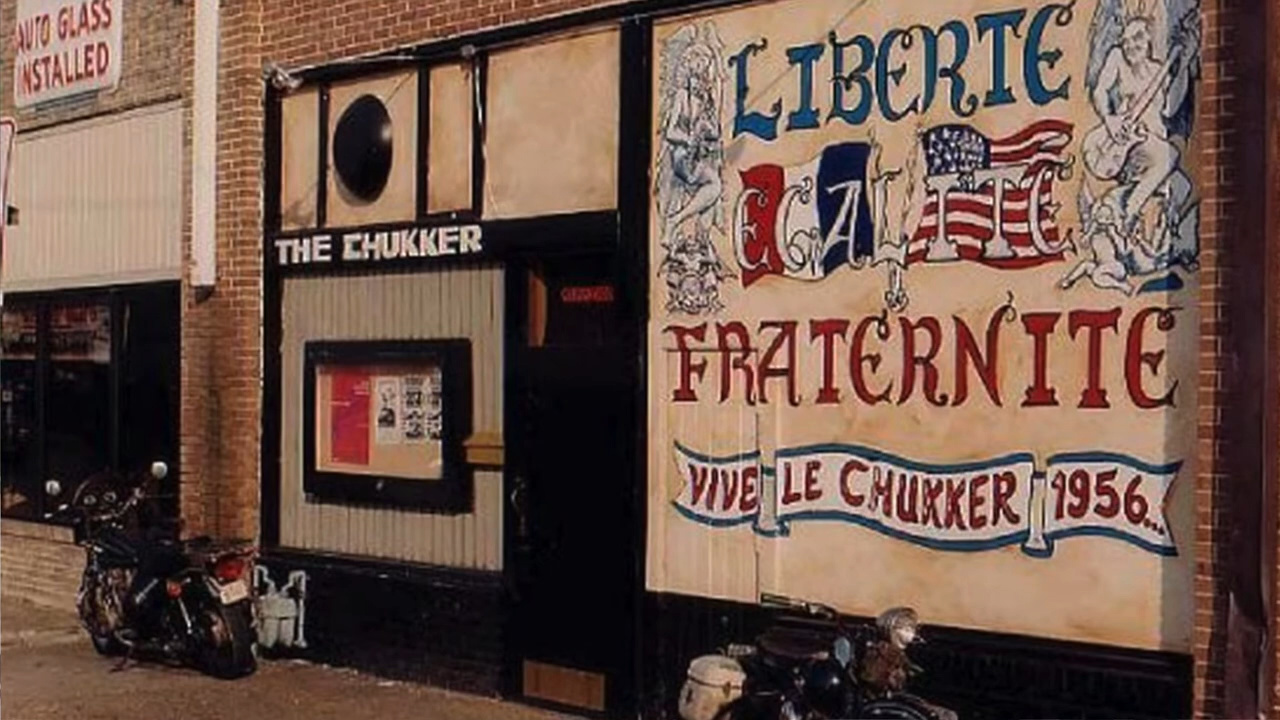 AUTO GLASS
INSTALLED
THE CHUKKER
LIBERTE
EGALITE
FRATERNITE
VIVE LE CHUKKER 1956...